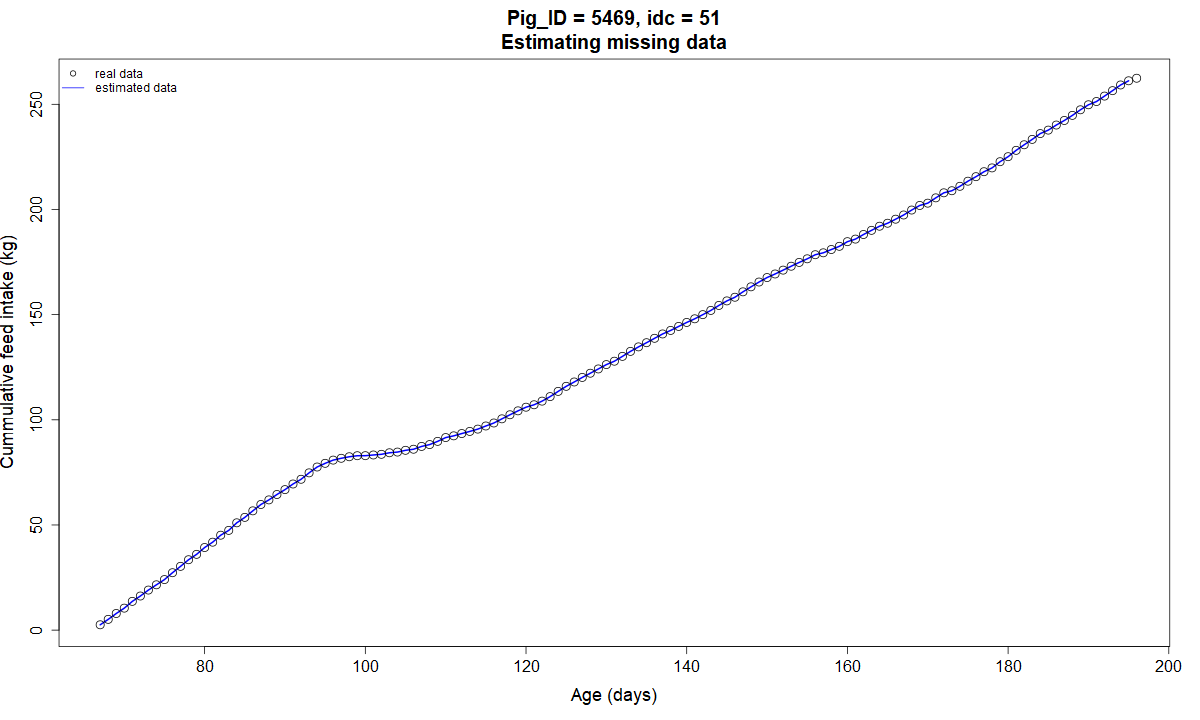 Pig_ID = 5469, idc = 51
Estimating missing data
real data
estimated data
Cummulative feed intake (kg)
250
200
150
100
50
0
80 100 120 140 160 180 200
Age (days)